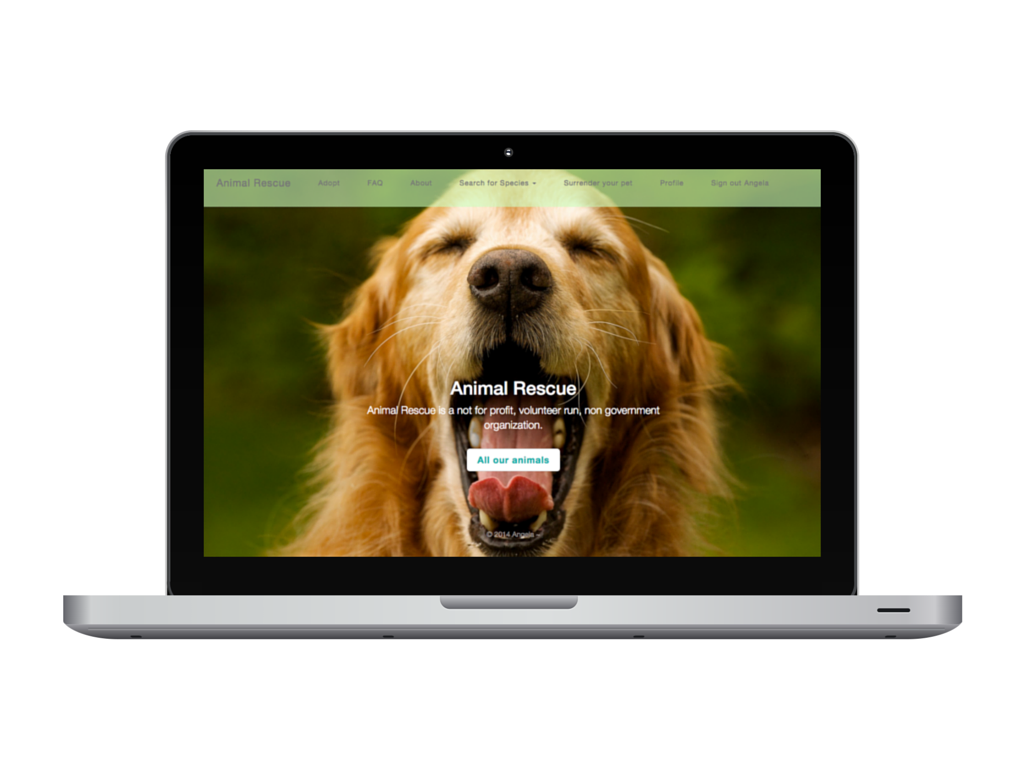 Animal Rescue Adopt FAQ About Search for Species Surrender your pet Profile Sign out Angela
Animal Rescue
Animal Rescue is a not for profit, volunteer run, non government
organization.
All our animals
© 2014 Angela –